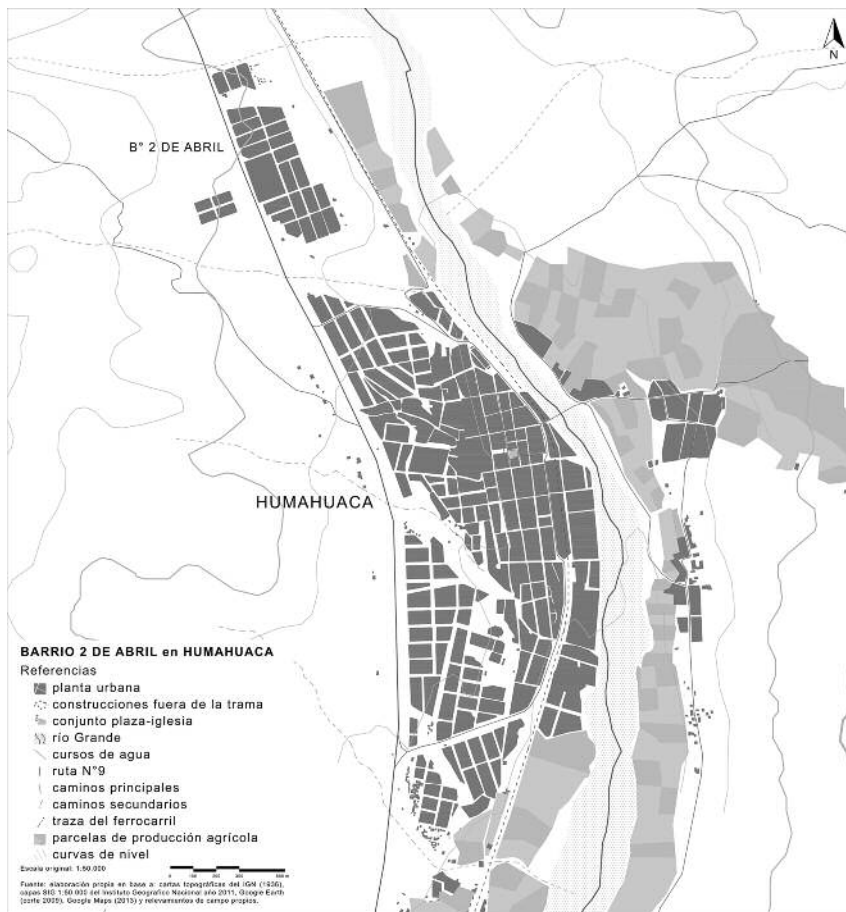 N
B° 2 DE ABRIL
HUMAHUACA
BARRIO 2 DE ABRIL en HUMAHUACA
Referencias
planta urbana
construcciones fuera de la trama
conjunto plaza-iglesia
río Grande
cursos de agua
ruta N°9
caminos principales
caminos secundarios
traza del ferrocarril
parcelas de producción agrícola
curvas de nivel
Escala original: 1:50.000
Fuente: elaboración propia en base a: cartas topográficas del IGN (1936),
capas SIG 1:50 000 del Instituto Geográfico Nacional año 2011, Google Earth
(corte 2009), Google Maps (2013) y relevamientos de campo propios.